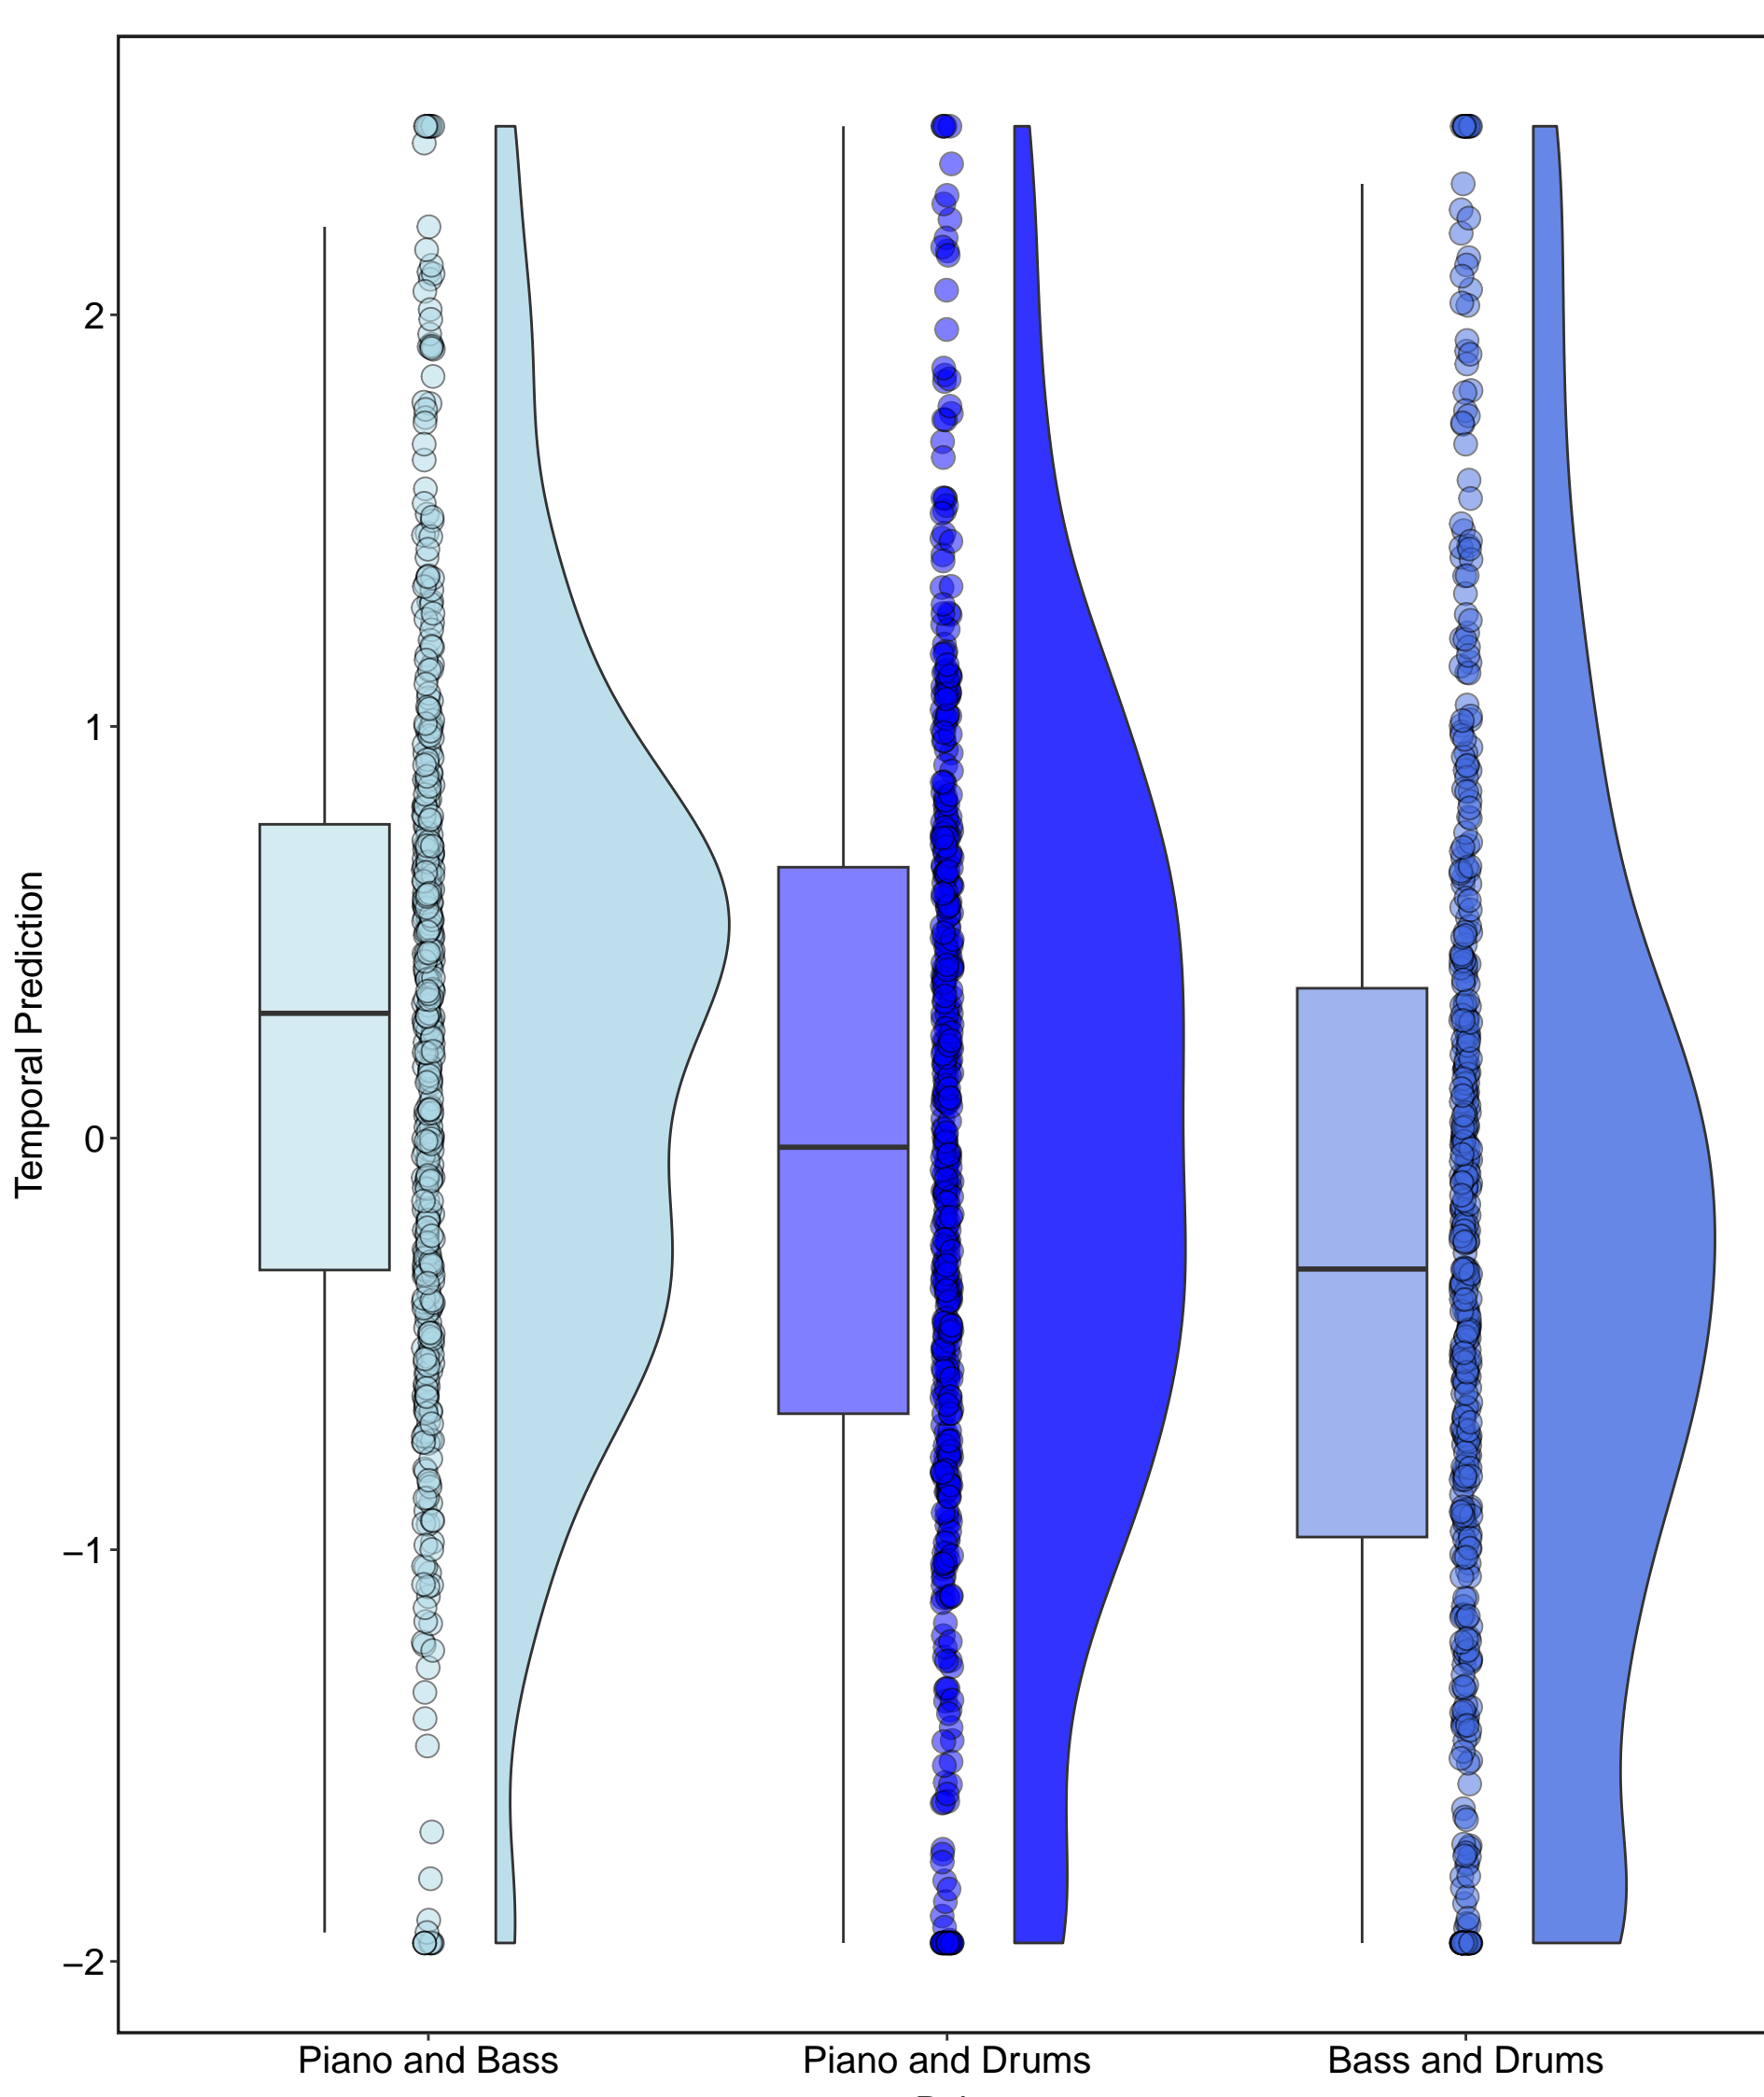 Temporal Prediction
2
1
0
−1
−2
Piano and Bass
Piano and Drums
Bass and Drums